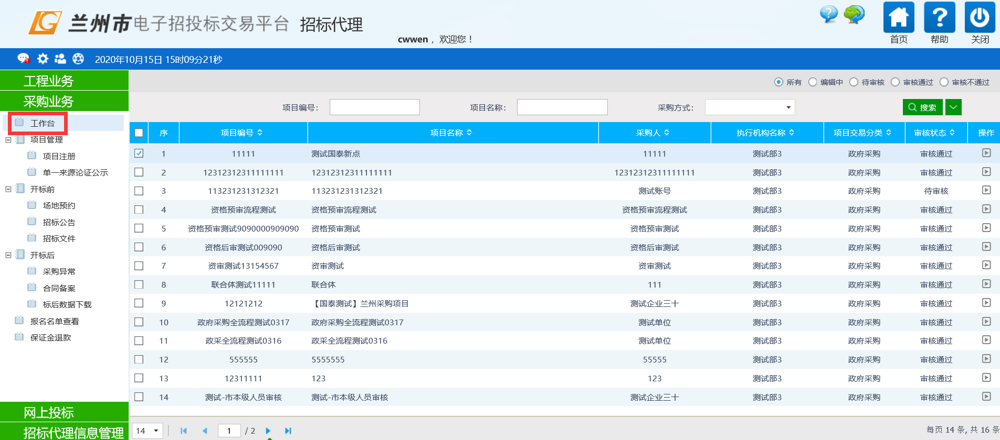 兰州市电子招投标交易平台 招标代理
cwwen ，欢迎您！
首页 帮助 关闭
2020年10月15日 15时09分21秒
工程业务
采购业务
工作台
项目管理
项目注册
单一来源论证公示
开标前
场地预约
招标公告
招标文件
开标后
采购异常
合同备案
标后数据下载
报名名单查看
保证金退款
网上投标
招标代理信息管理
所有 编辑中 待审核 审核通过 审核不通过
项目编号： 项目名称： 采购方式： 搜索
序 项目编号 项目名称 采购人 执行机构名称 项目交易分类 审核状态 操作
1 11111 测试国泰新点 11111 测试部3 政府采购 审核通过
2 12312312311111111 12312312311111111 12312312311111111 测试部3 政府采购 审核通过
3 113231231312321 113231231312321 测试账号 测试部3 政府采购 待审核
4 资格预审流程测试 资格预审流程测试 资格预审流程测试 测试部3 政府采购 审核通过
5 资格预审测试9090000909090 资格预审测试 资格预审测试 测试部3 政府采购 审核通过
6 资格后审测试009090 资格后审测试 资格后审测试 测试部3 政府采购 审核通过
7 资审测试13154567 资审测试 资审测试 测试部3 政府采购 审核通过
8 联合体测试11111 联合体 111 测试部3 政府采购 审核通过
9 12121212 【国泰测试】兰州采购项目 测试企业三十 测试部3 政府采购 审核通过
10 政府采购全流程测试0317 政府采购全流程测试0317 测试单位 测试部3 政府采购 审核通过
11 政采全流程测试0316 政采全流程测试0316 测试单位 测试部3 政府采购 审核通过
12 555555 5555555 55555 测试部3 政府采购 审核通过
13 12311111 123 123 测试部3 政府采购 审核通过
14 测试-市本级人员审核 测试-市本级人员审核 测试企业三十 测试部3 政府采购 审核通过
14 1 / 2 每页 14 条, 共 16 条